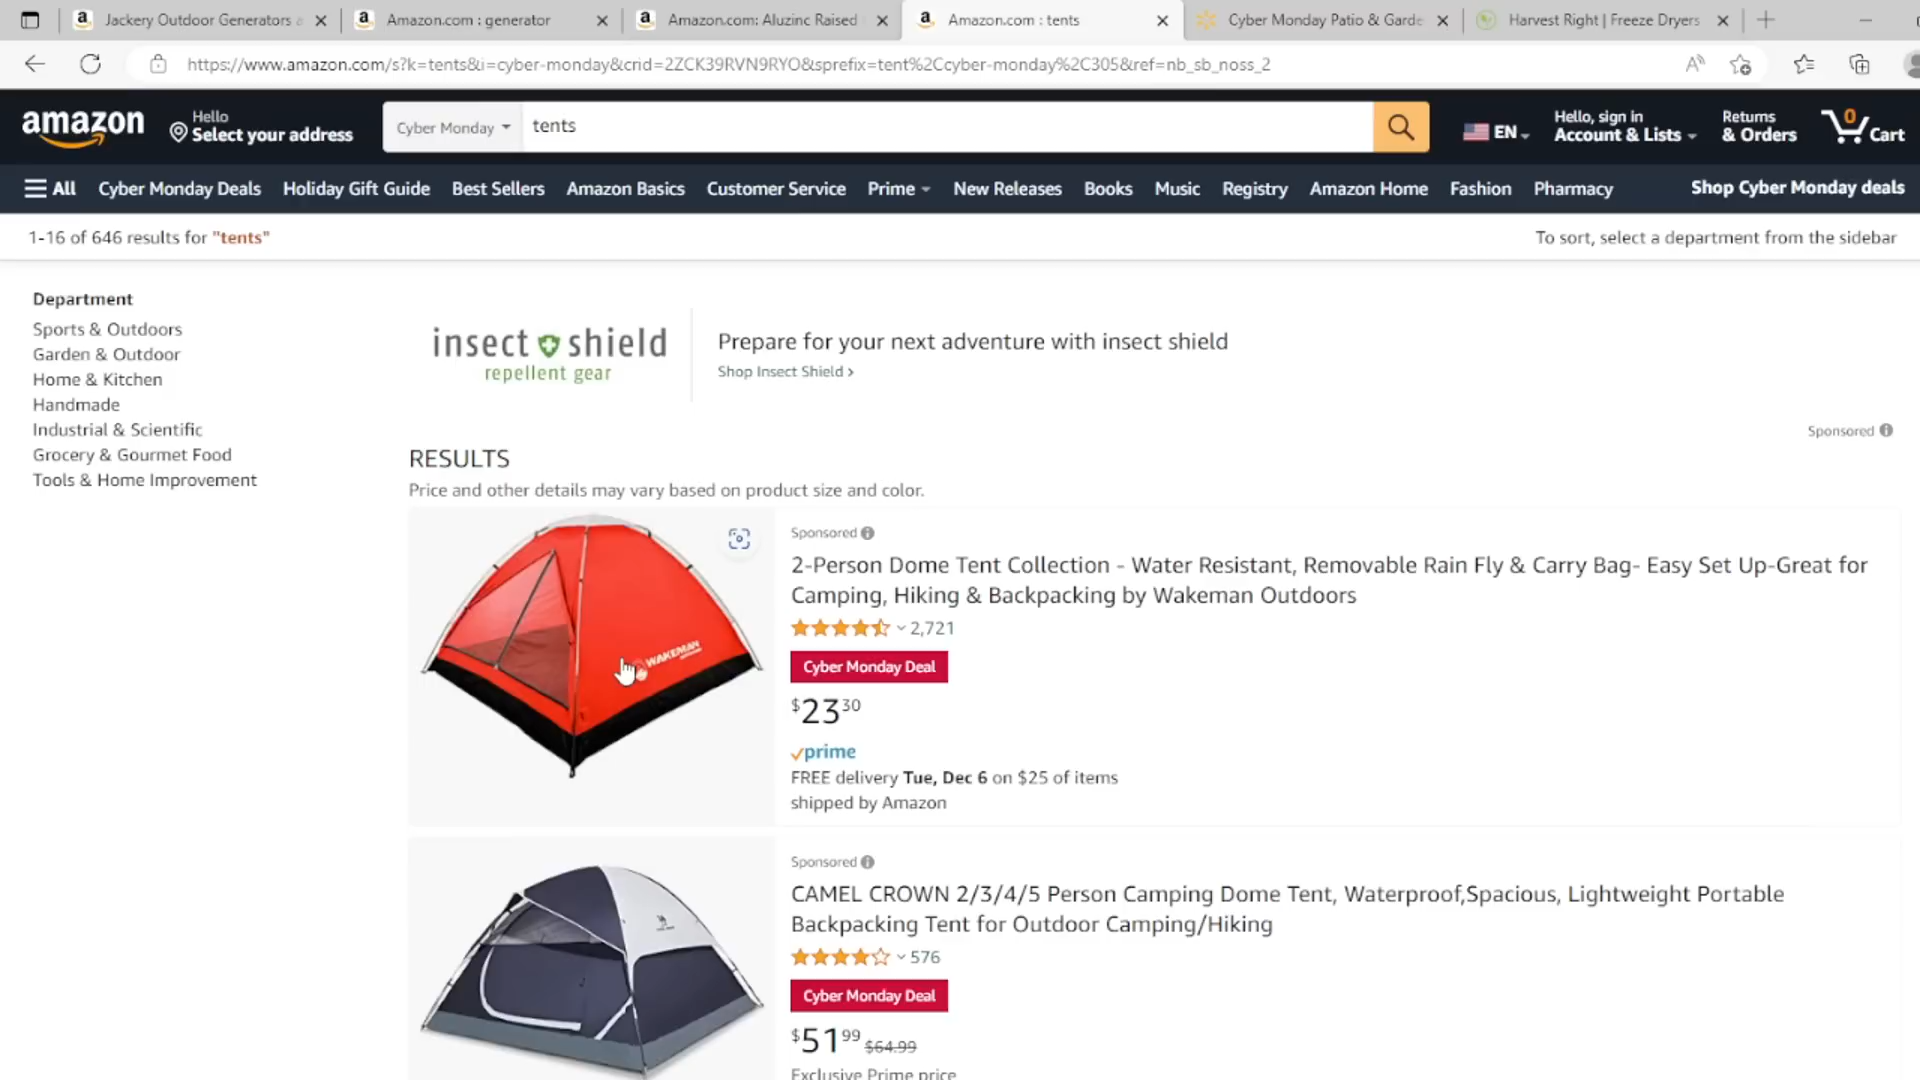 Jackery Outdoor Generators a
Amazon.com : generator
Amazon.com: Aluzinc Raised
Amazon.com : tents
Cyber Monday Patio & Garde
Harvest Right | Freeze Dryers
https://www.amazon.com/s?k=tents&i=cyber-monday&crid=2ZCK39RVN9RYO&sprefix=tent%2Ccyber-monday%2C305&ref=nb_sb_noss_2
amazon
Hello
Select your address
Cyber Monday
tents
EN
Hello, sign in
Account & Lists
Returns
& Orders
0
Cart
All
Cyber Monday Deals
Holiday Gift Guide
Best Sellers
Amazon Basics
Customer Service
Prime
New Releases
Books
Music
Registry
Amazon Home
Fashion
Pharmacy
Shop Cyber Monday deals
1-16 of 646 results for "tents"
To sort, select a department from the sidebar
Department
Sports & Outdoors
Garden & Outdoor
Home & Kitchen
Handmade
Industrial & Scientific
Grocery & Gourmet Food
Tools & Home Improvement
insect shield
repellent gear
Prepare for your next adventure with insect shield
Shop Insect Shield ›
Sponsored
RESULTS
Price and other details may vary based on product size and color.
WAKEMAN
Sponsored
2-Person Dome Tent Collection - Water Resistant, Removable Rain Fly & Carry Bag- Easy Set Up-Great for
Camping, Hiking & Backpacking by Wakeman Outdoors
2,721
Cyber Monday Deal
$23 30
prime
FREE delivery Tue, Dec 6 on $25 of items
shipped by Amazon
Sponsored
CAMEL CROWN 2/3/4/5 Person Camping Dome Tent, Waterproof,Spacious, Lightweight Portable
Backpacking Tent for Outdoor Camping/Hiking
576
Cyber Monday Deal
$51 99 $64.99
Exclusive Prime price